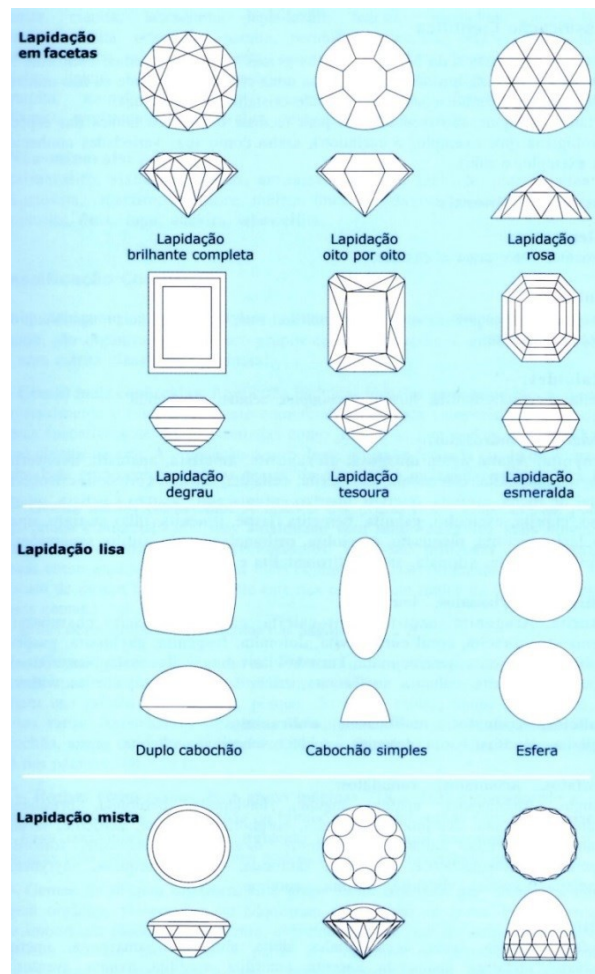 Lapidação
em facetas
Lapidação
brilhante completa
Lapidação
oito por oito
Lapidação
rosa
Lapidação
degrau
Lapidação
tesoura
Lapidação
esmeralda
Lapidação lisa
Duplo cabochão
Cabochão simples
Esfera
Lapidação mista